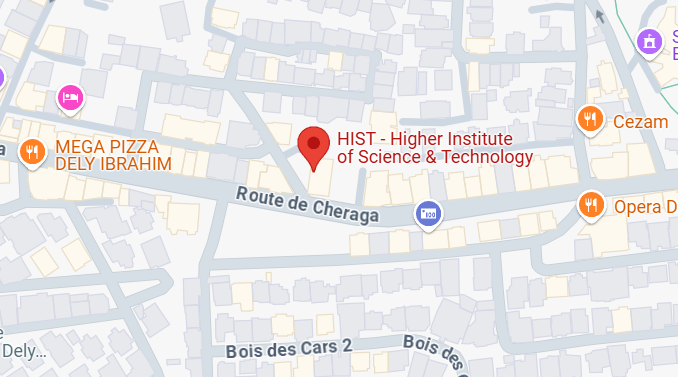 Cezam
HIST - Higher Institute
of Science & Technology
MEGA PIZZA
DELY IBRAHIM
Route de Cheraga
Opera D
Bois des Cars 2
Bois des
Dely...